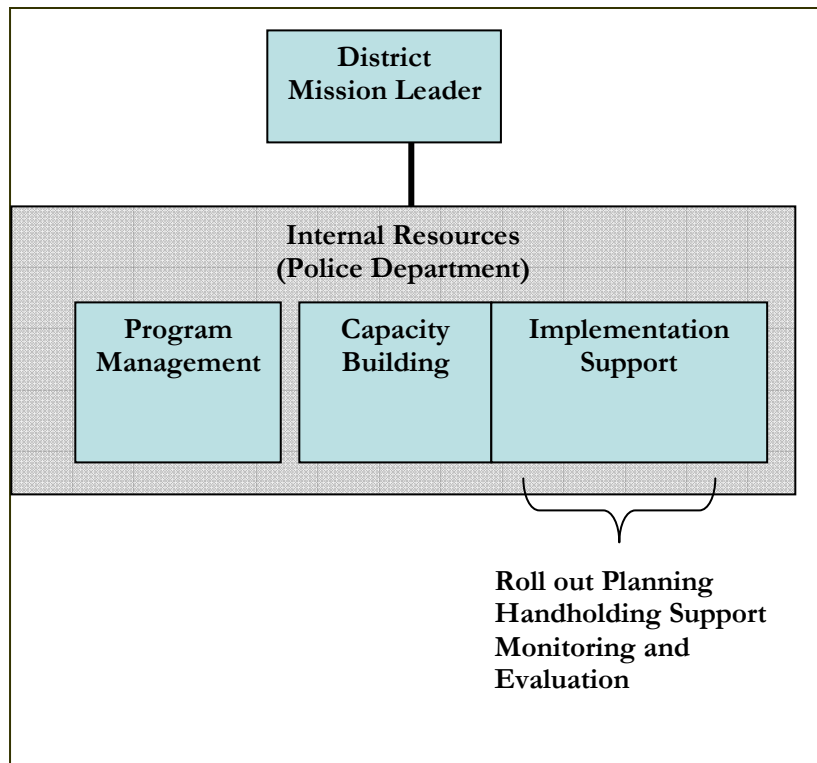 District
Mission Leader
Internal Resources
(Police Department)
Program
Management
Capacity
Building
Implementation
Support
Roll out Planning
Handholding Support
Monitoring and
Evaluation